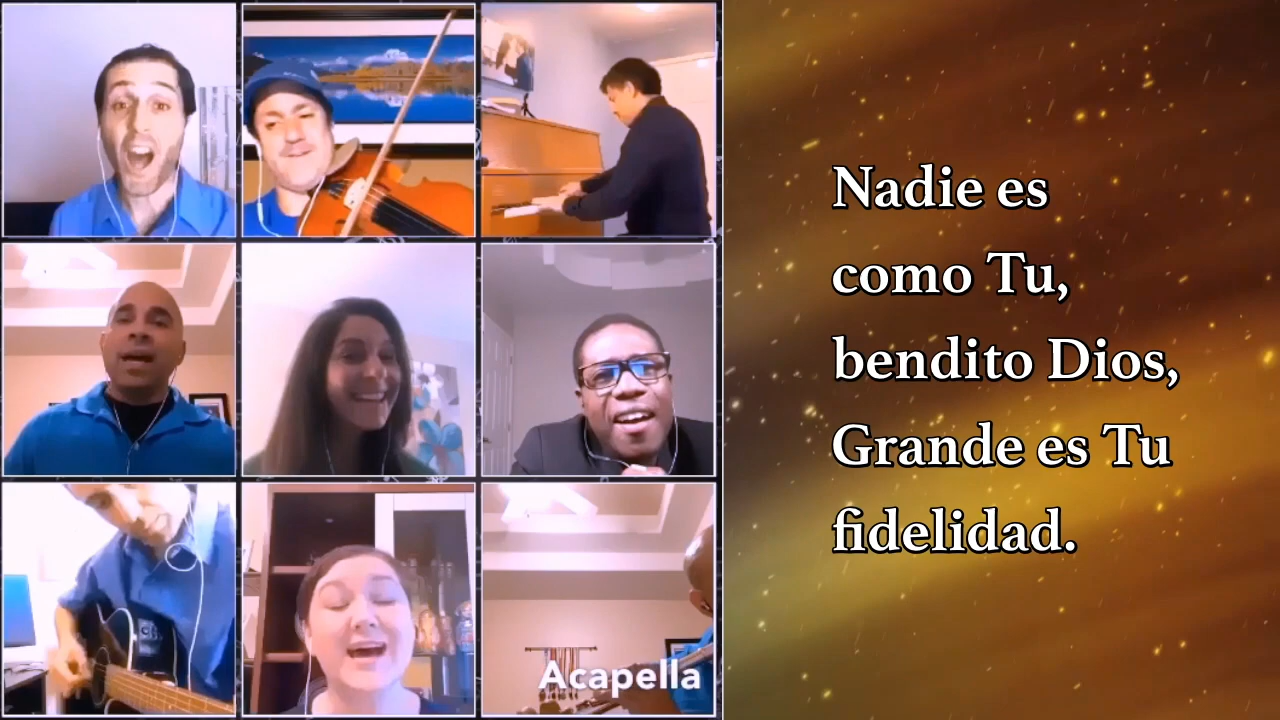 Nadie es
como Tu,
bendito Dios,
Grande es Tu
fidelidad.
Acapella